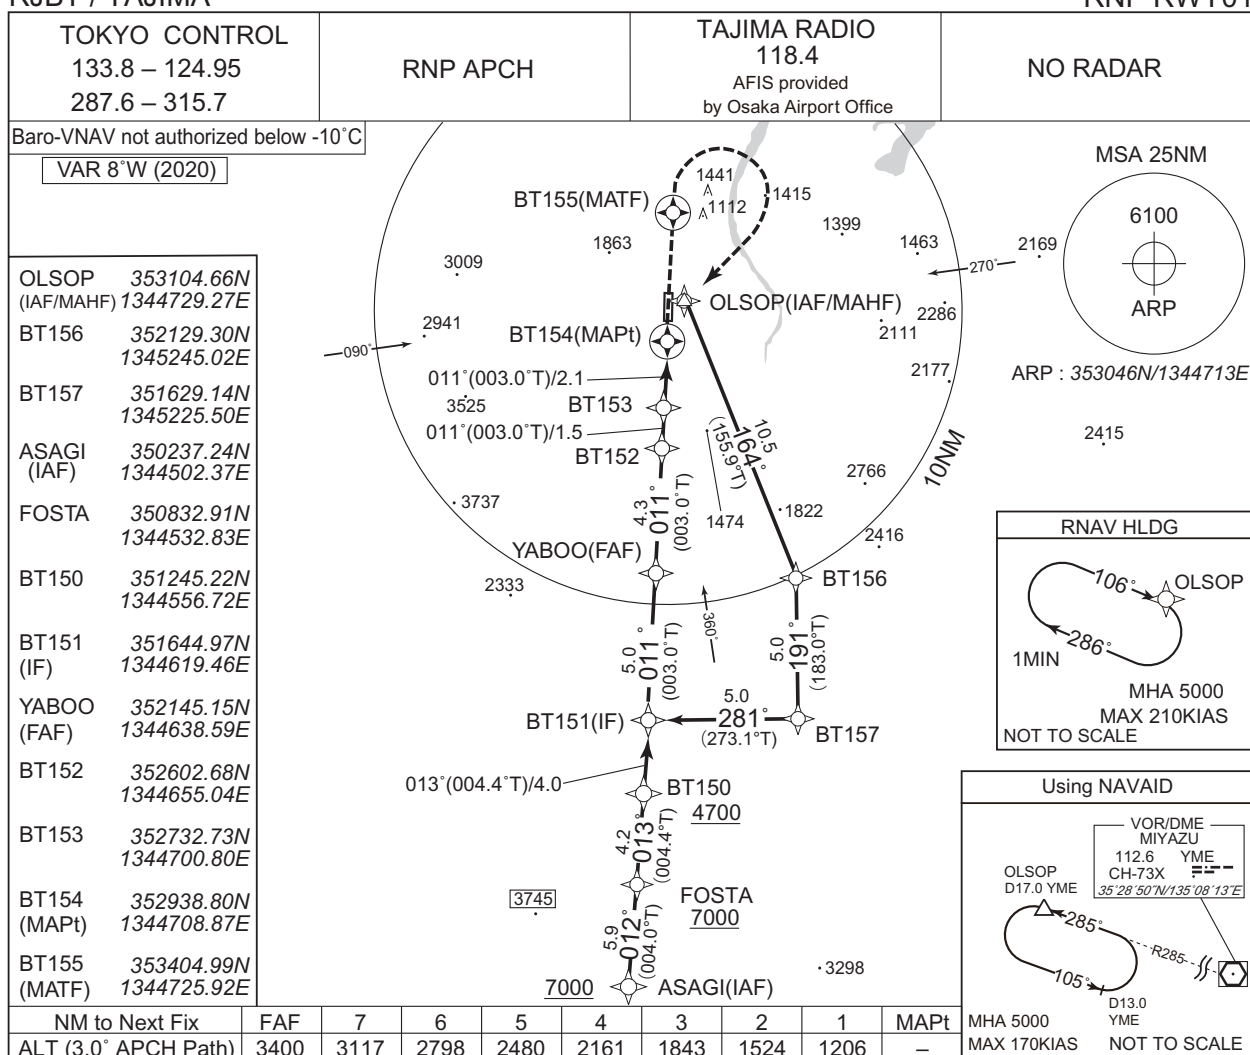 TOKYO CONTROL
133.8 – 124.95
287.6 – 315.7
RNP APCH
TAJIMA RADIO
118.4
AFIS provided
by Osaka Airport Office
NO RADAR
Baro-VNAV not authorized below -10˚C
VAR 8˚W (2020)
OLSOP 353104.66N
(IAF/MAHF) 1344729.27E
BT156 352129.30N
1345245.02E
BT157 351629.14N
1345225.50E
ASAGI 350237.24N
(IAF) 1344502.37E
FOSTA 350832.91N
1344532.83E
BT150 351245.22N
1344556.72E
BT151 351644.97N
(IF) 1344619.46E
YABOO 352145.15N
(FAF) 1344638.59E
BT152 352602.68N
1344655.04E
BT153 352732.73N
1344700.80E
BT154 352938.80N
(MAPt) 1344708.87E
BT155 353404.99N
(MATF) 1344725.92E
BT155(MATF)
1441
1112
1415
1399
1463
2169
1863
3009
2941
270˚
090˚
OLSOP(IAF/MAHF)
2286
2111
2177
BT154(MAPt)
011˚(003.0˚T)/2.1
3525
BT153
011˚(003.0˚T)/1.5
BT152
10.5
164˚
(155.9˚T)
10NM
2415
2766
3737
4.3
011˚
(003.0˚T)
1474
1822
2416
YABOO(FAF)
2333
BT156
360˚
5.0
011˚
(003.0˚T)
5.0
191˚
(183.0˚T)
BT151(IF)
5.0
281˚
(273.1˚T)
BT157
013˚(004.4˚T)/4.0
BT150
4700
4.2
013˚
(004.4˚T)
3745
FOSTA
7000
5.9
012˚
(004.0˚T)
3298
7000
ASAGI(IAF)
MSA 25NM
6100
ARP
ARP : 353046N/1344713E
RNAV HLDG
106˚
OLSOP
286˚
1MIN
MHA 5000
MAX 210KIAS
NOT TO SCALE
Using NAVAID
VOR/DME
MIYAZU
112.6 YME
CH-73X
35˚28´50˝N/135˚08´13˝E
OLSOP
D17.0 YME
285˚
R285
105˚
D13.0
YME
MHA 5000
MAX 170KIAS NOT TO SCALE
NM to Next Fix FAF 7 6 5 4 3 2 1 MAPt
ALT (3.0˚ APCH Path) 3400 3117 2798 2480 2161 1843 1524 1206 –